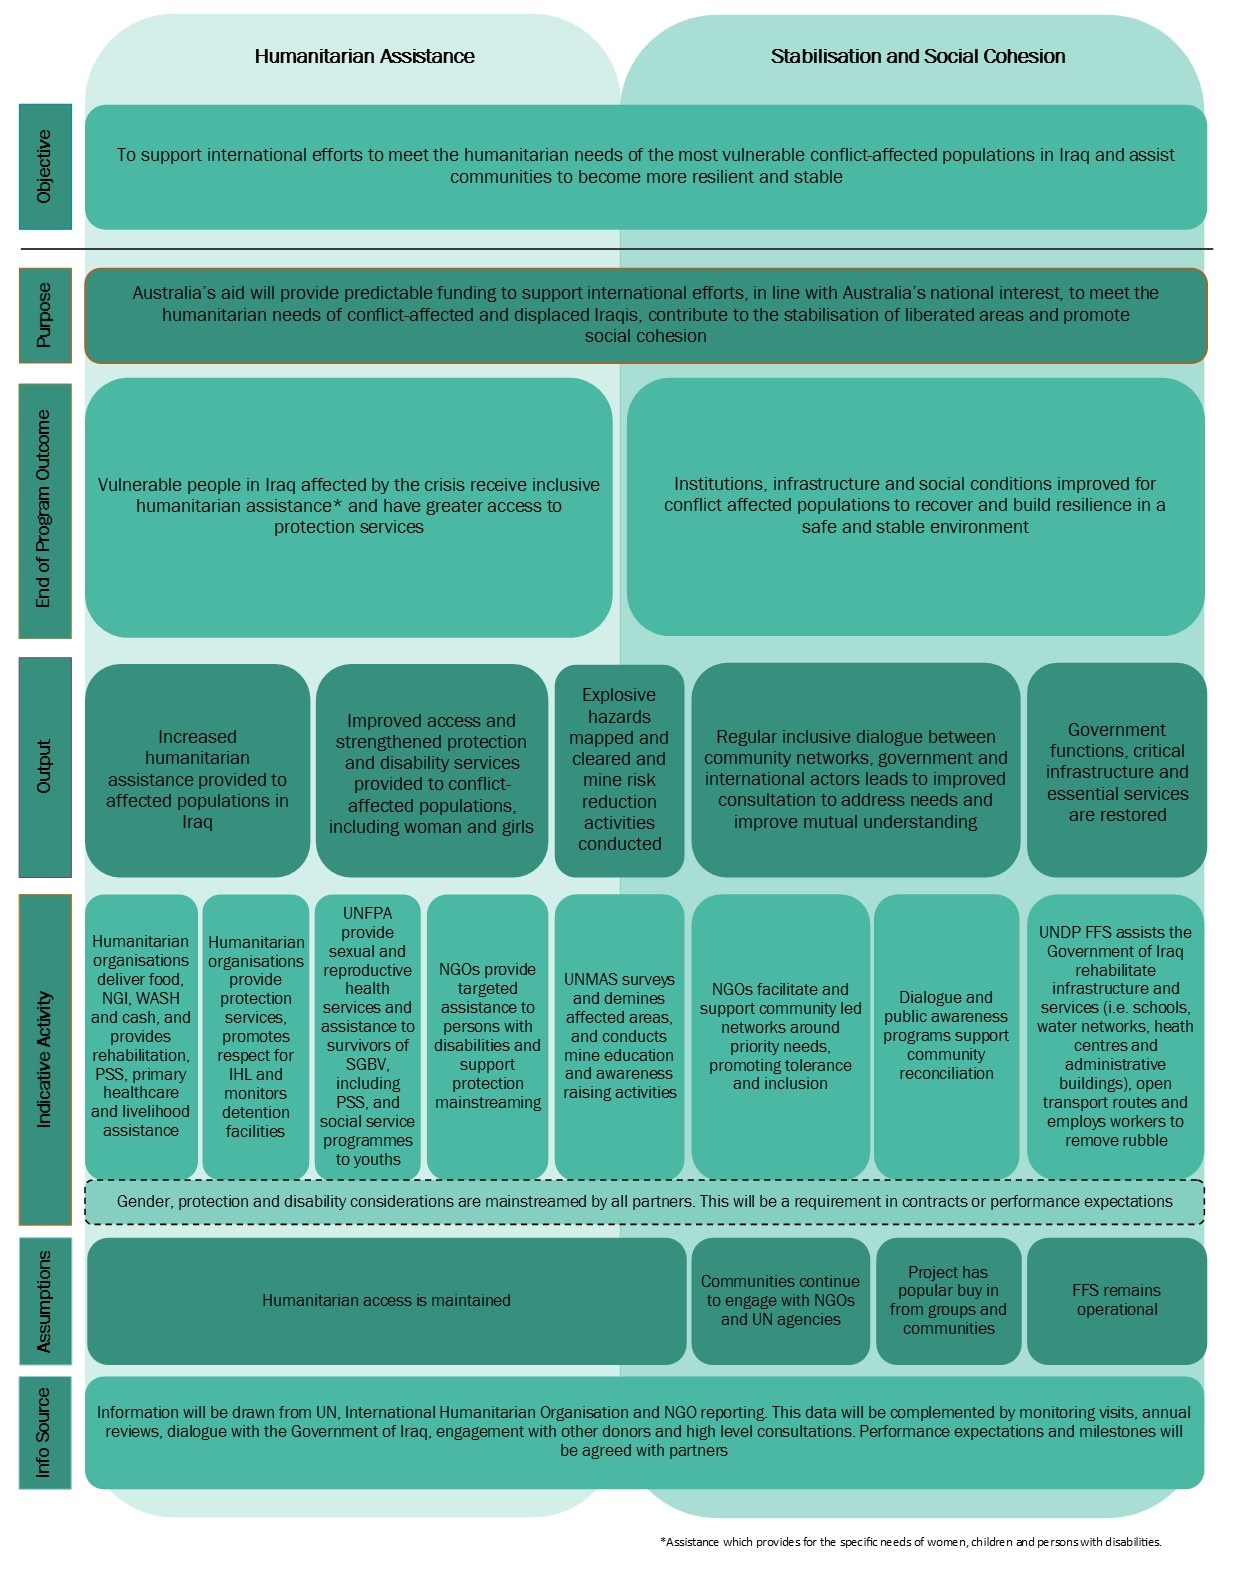 Humanitarian Assistance
Stabilisation and Social Cohesion
Objective
To support international efforts to meet the humanitarian needs of the most vulnerable conflict-affected populations in Iraq and assist
communities to become more resilient and stable
Purpose
Australia's aid will provide predictable funding to support international efforts, in line with Australia's national interest, to meet the
humanitarian needs of conflict-affected and displaced Iraqis, contribute to the stabilisation of liberated areas and promote
social cohesion
End of Program Outcome
Vulnerable people in Iraq affected by the crisis receive inclusive
humanitarian assistance* and have greater access to
protection services
Institutions, infrastructure and social conditions improved for
conflict affected populations to recover and build resilience in a
safe and stable environment
Output
Increased
humanitarian
assistance provided to
affected populations in
Iraq
Improved access and
strengthened protection
and disability services
provided to conflict-
affected populations,
including woman and girls
Explosive
hazards
mapped and
cleared and
mine risk
reduction
activities
conducted
Regular inclusive dialogue between
community networks, government and
international actors leads to improved
consultation to address needs and
improve mutual understanding
Government
functions, critical
infrastructure and
essential services
are restored
Indicative Activity
Humanitarian
organisations
deliver food,
NGI, WASH
and cash, and
provides
rehabilitation,
PSS, primary
healthcare
and livelihood
assistance
Humanitarian
organisations
provide
protection
services,
promotes
respect for
IHL and
monitors
detention
facilities
UNFPA
provide
sexual and
reproductive
health
services and
assistance to
survivors of
SGBV,
including
PSS, and
social service
programmes
to youths
NGOs provide
targeted
assistance to
persons with
disabilities and
support
protection
mainstreaming
UNMAS surveys
and demines
affected areas,
and conducts
mine education
and awareness
raising activities
NGOs facilitate and
support community led
networks around
priority needs,
promoting tolerance
and inclusion
Dialogue and
public awareness
programs support
community
reconciliation
UNDP FFS assists the
Government of Iraq
rehabilitate
infrastructure and
services (i.e. schools,
water networks, heath
centres and
administrative
buildings), open
transport routes and
employs workers to
remove rubble
Gender, protection and disability considerations are mainstreamed by all partners. This will be a requirement in contracts or performance expectations
Assumptions
Humanitarian access is maintained
Communities continue
to engage with NGOs
and UN agencies
Project has
popular buy in
from groups and
communities
FFS remains
operational
Info Source
Information will be drawn from UN, International Humanitarian Organisation and NGO reporting. This data will be complemented by monitoring visits, annual
reviews, dialogue with the Government of Iraq, engagement with other donors and high level consultations. Performance expectations and milestones will
be agreed with partners
*Assistance which provides for the specific needs of women, children and persons with disabilities.